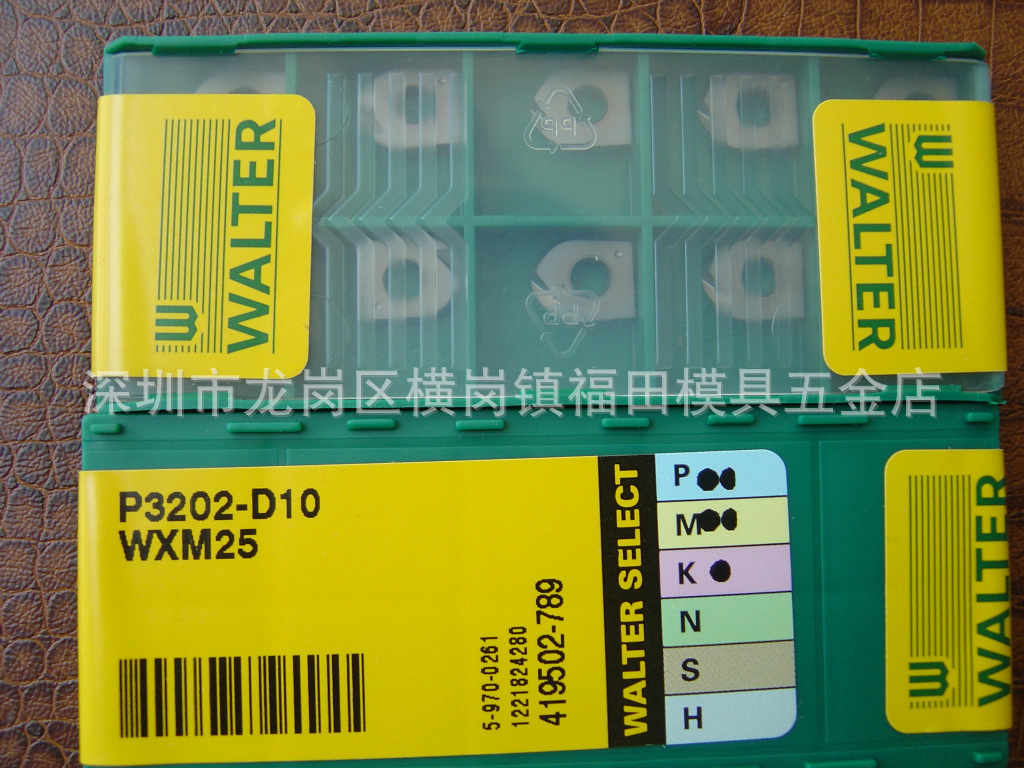 WALTER
WALTER
深圳市龙岗区横岗镇福田模具五金店
P3202-D10
WXM25
5-970-0261
1221824280
419502-789
WALTER SELECT
P
M
K
N
S
H
WALTER